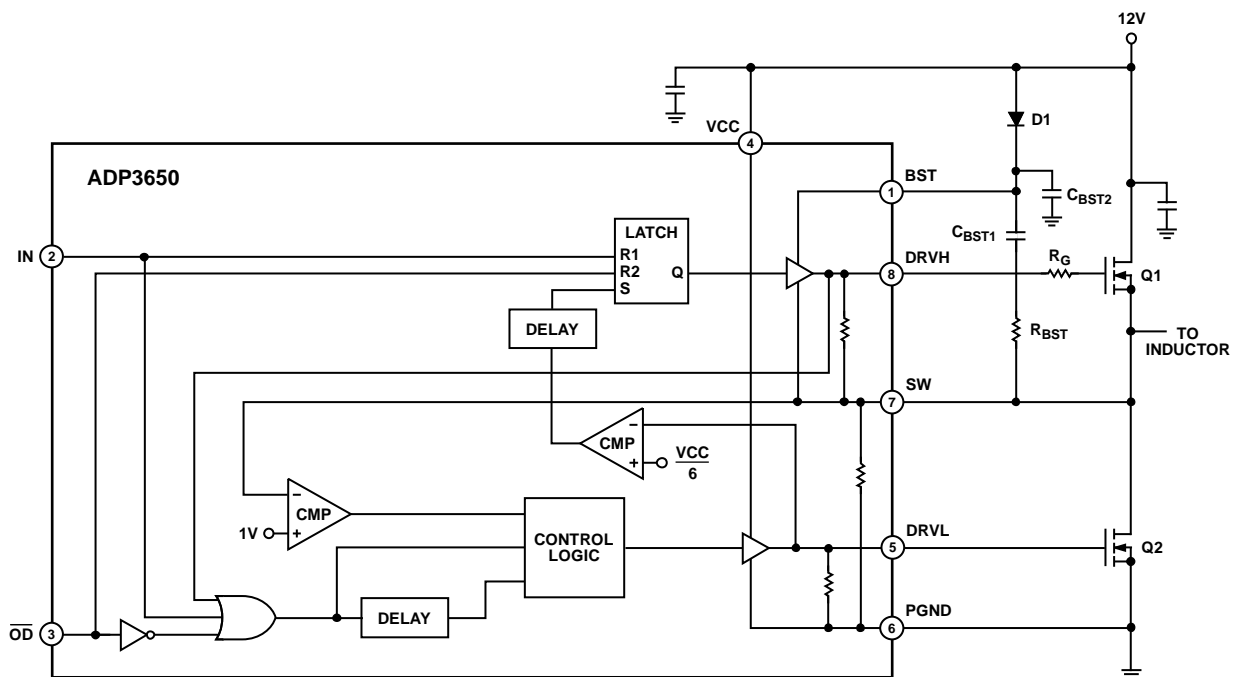 12V
VCC
4
D1
ADP3650
BST
1
CBST2
CBST1
LATCH
IN
2
R1
R2
S
Q
DRVH
8
RG
Q1
DELAY
RBST
TO
INDUCTOR
SW
7
CMP
−
+
VCC
6
−
CMP
+
1V
CONTROL
LOGIC
DRVL
5
Q2
DELAY
OD
3
PGND
6